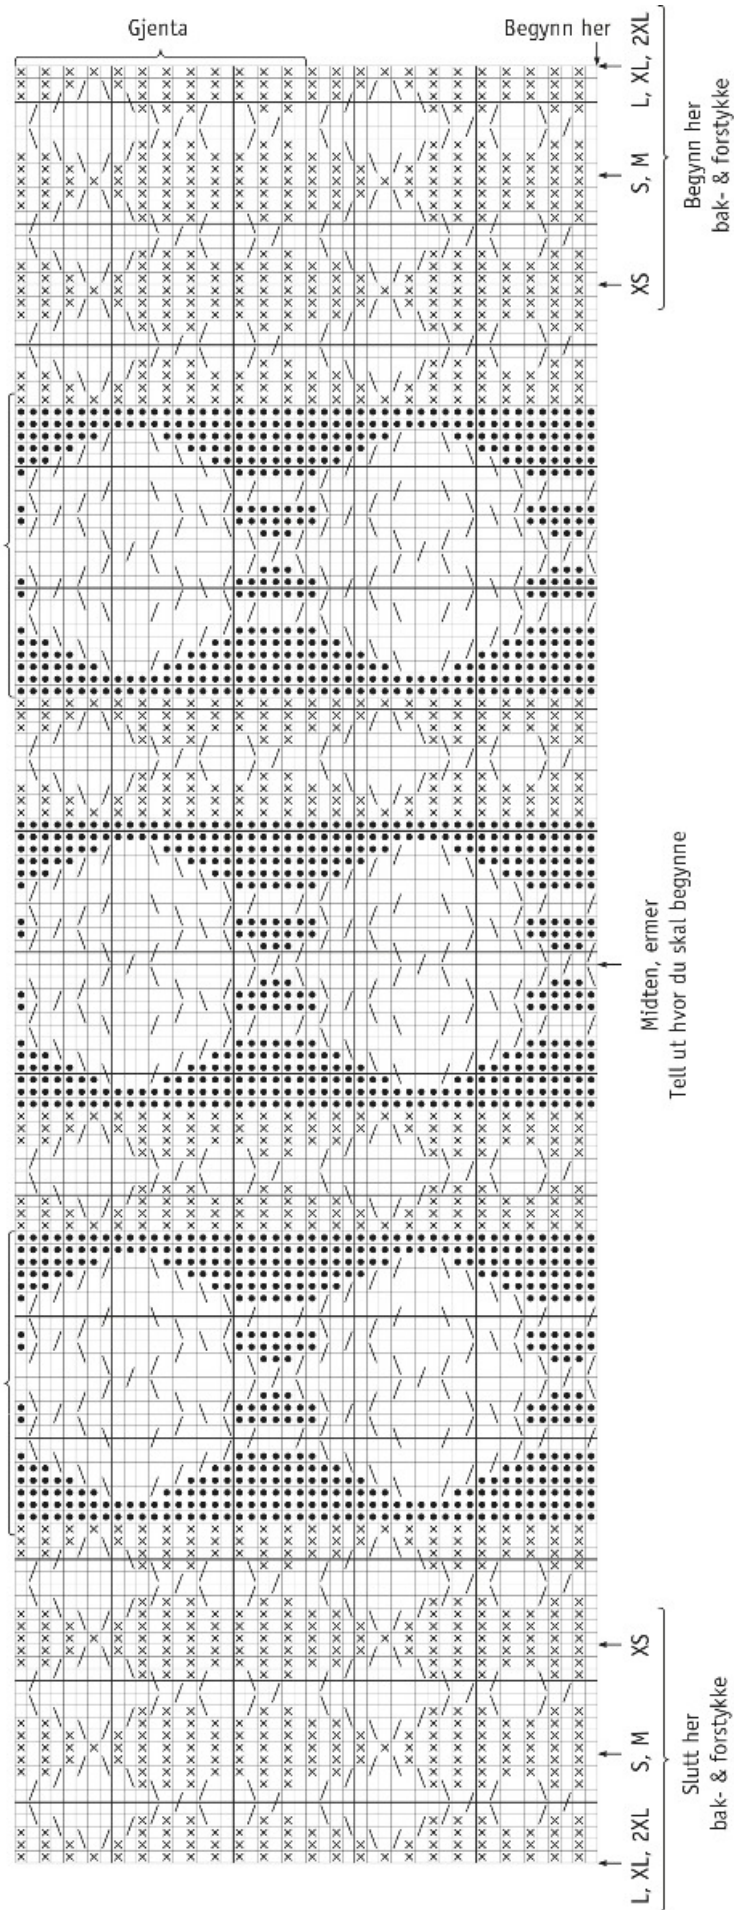 Gjenta
Begynn her
L, XL, 2XL
S, M
XS
Begynn her
bak- & forstykke
Midten, ermer
Tell ut hvor du skal begynne
XS
S, M
L, XL, 2XL
Slutt her
bak- & forstykke